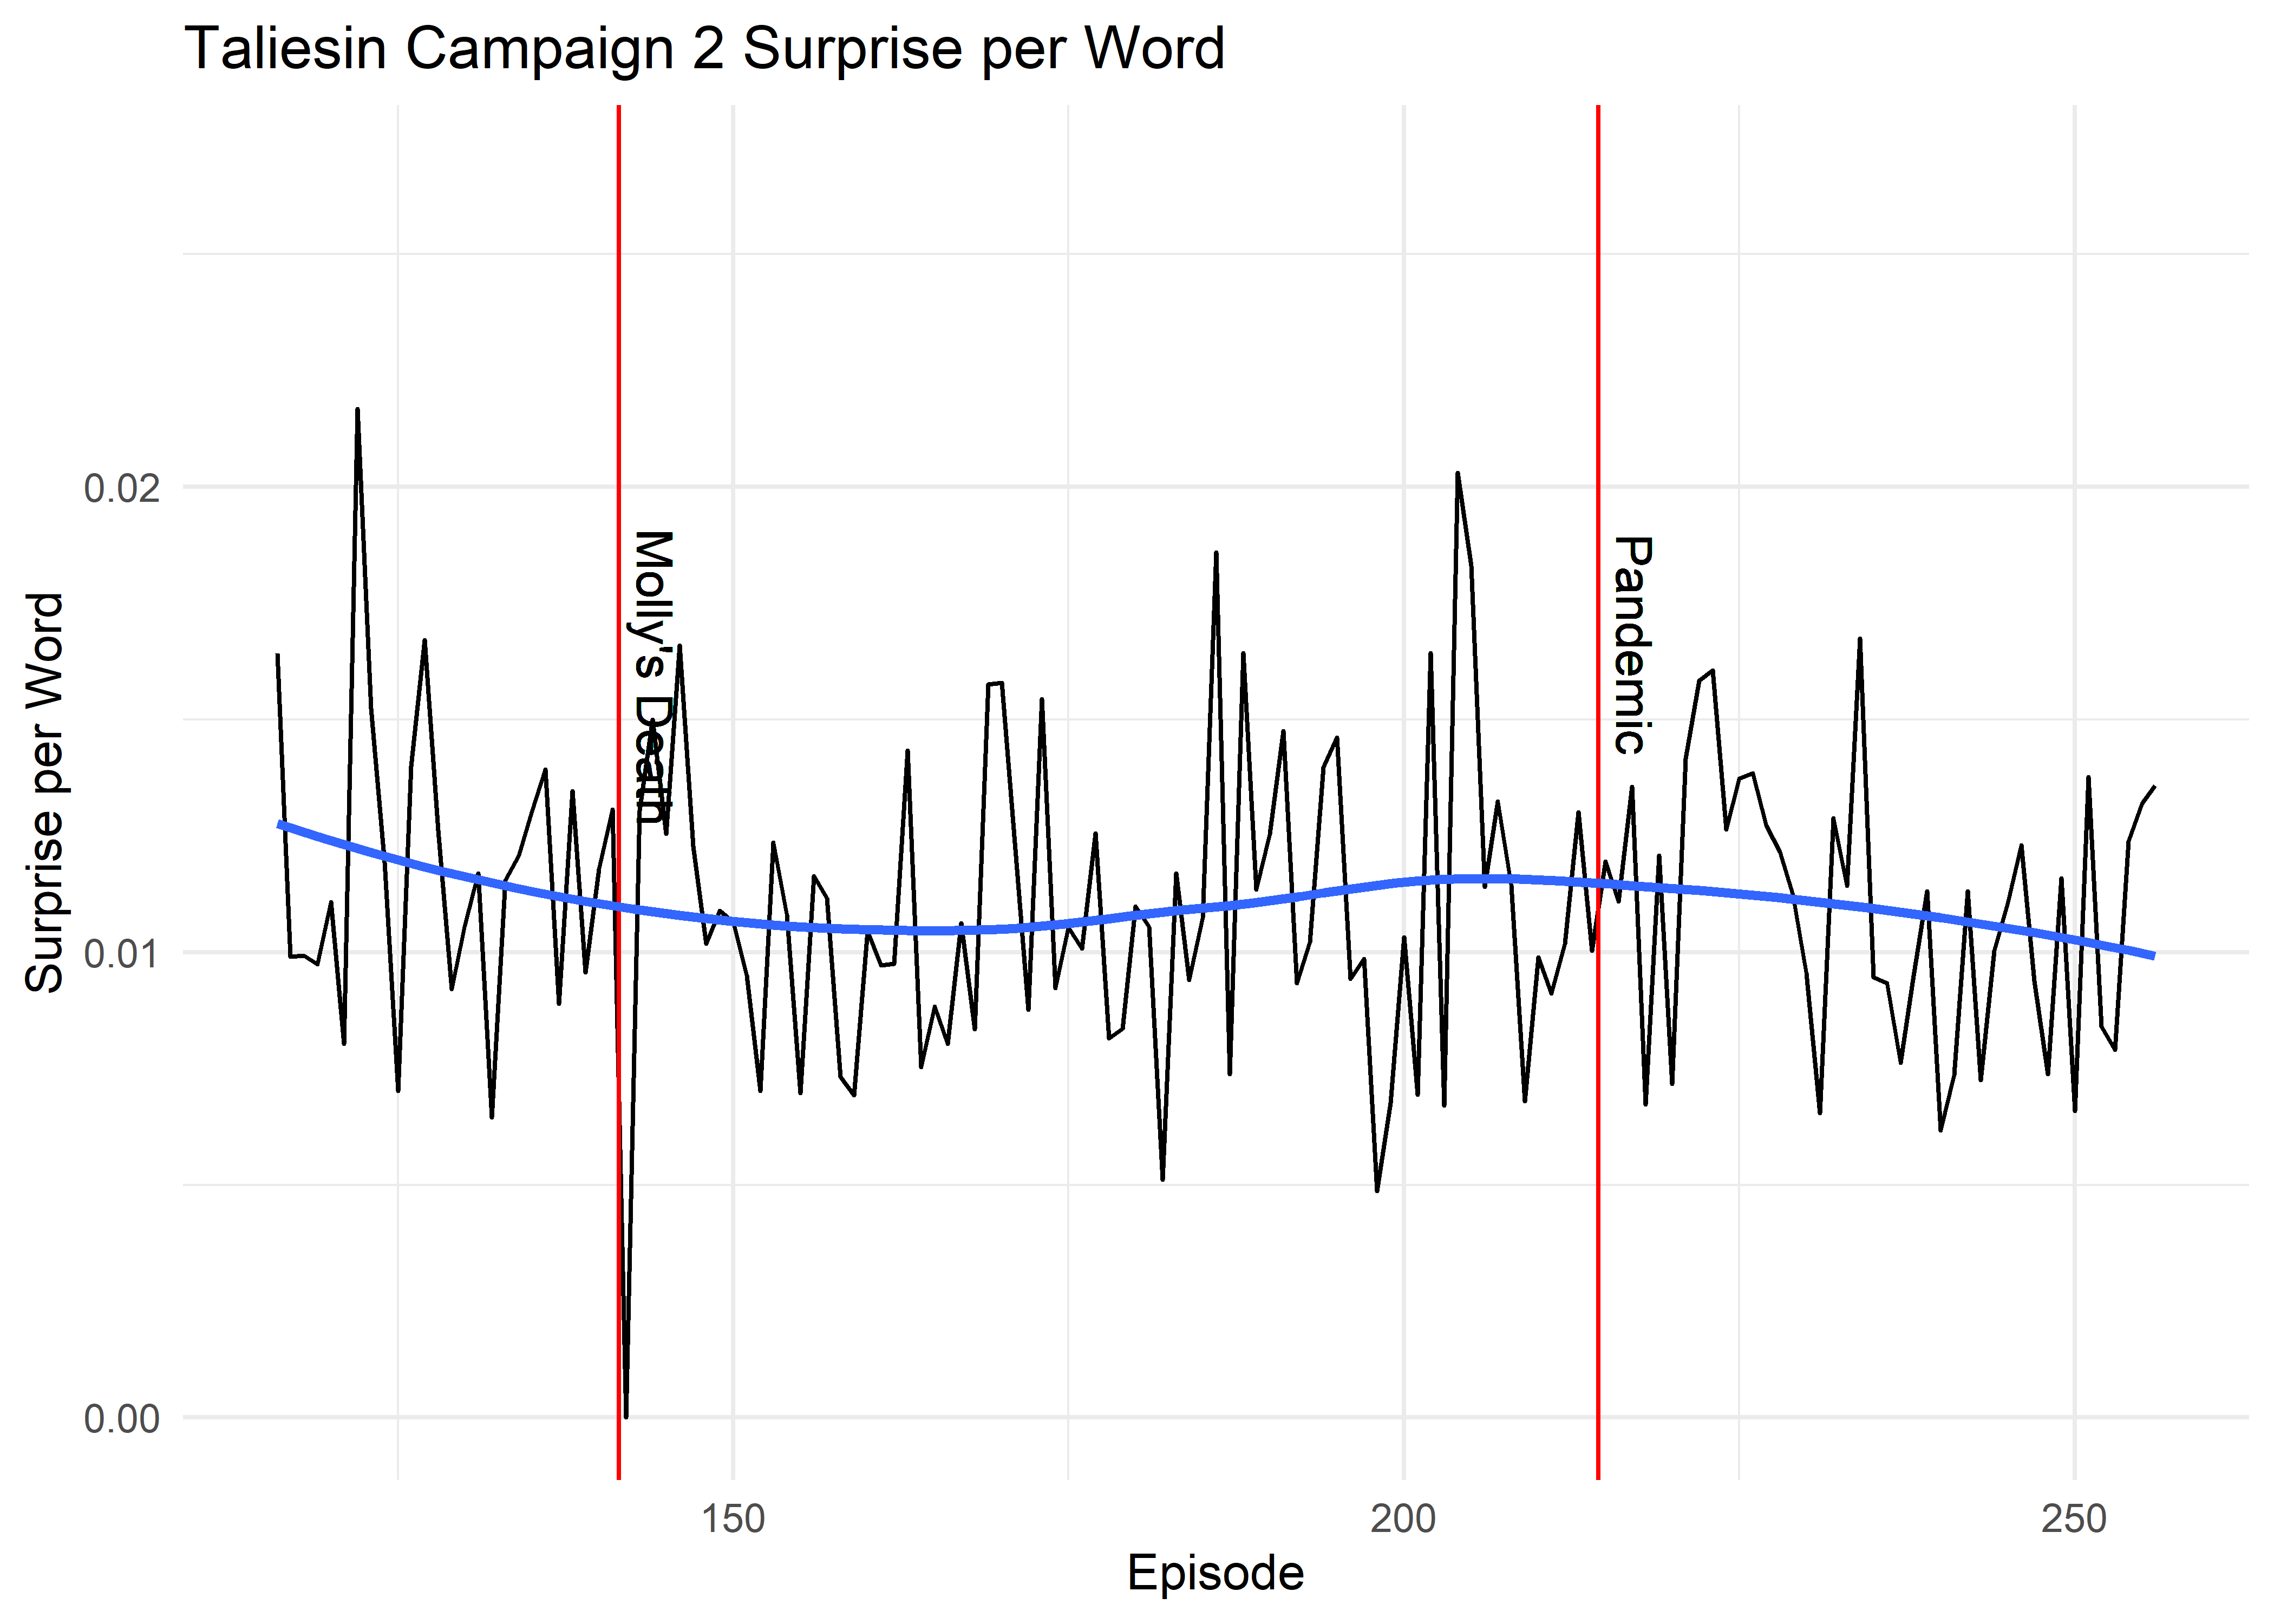 Taliesin Campaign 2 Surprise per Word
Surprise per Word
0.02
0.01
0.00
Molly's Death
Pandemic
150
200
250
Episode